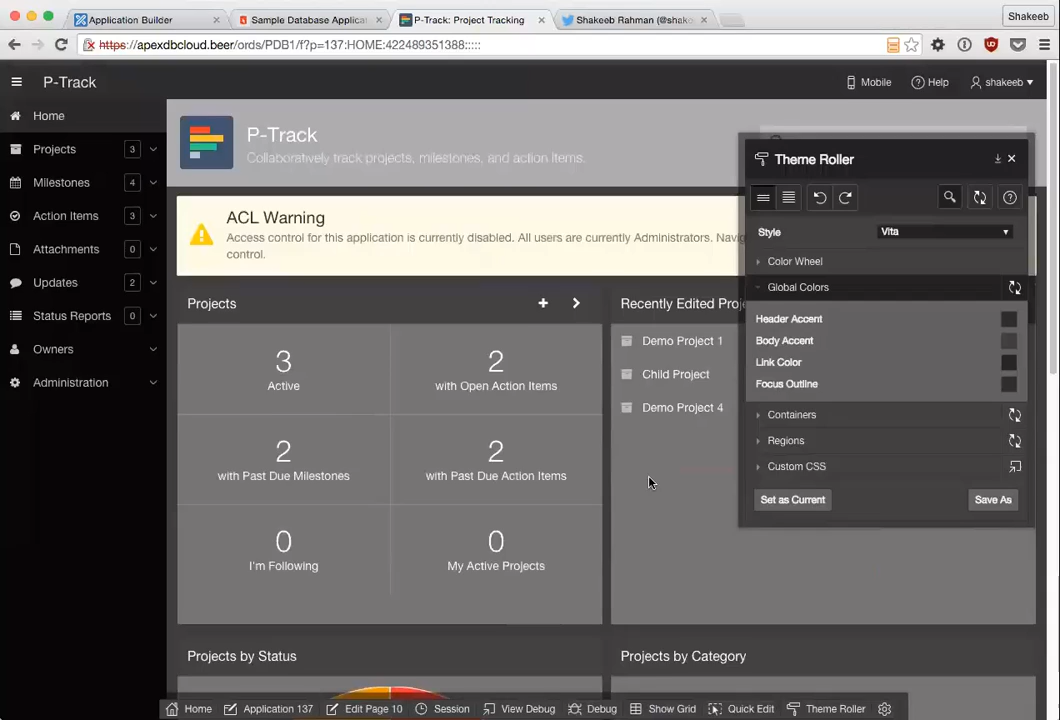 Application Builder
Sample Database Applica
P-Track: Project Tracking
Shakeeb Rahman (@shako
Shakeeb
https://apexdbcloud.beer/ords/PDB1/f?p=137:HOME:422489351388:::::
P-Track
Mobile
Help
shakeeb
Home
Projects 3
Milestones 4
Action Items 3
Attachments 0
Updates 2
Status Reports 0
Owners
Administration
P-Track
Collaboratively track projects, milestones, and action items.
ACL Warning
Access control for this application is currently disabled. All users are currently Administrators. Navig
control.
Projects
3
Active
2
with Open Action Items
2
with Past Due Milestones
2
with Past Due Action Items
0
I'm Following
0
My Active Projects
Recently Edited Proje
Demo Project 1
Child Project
Demo Project 4
Projects by Status
Projects by Category
Theme Roller
Style Vita
Color Wheel
Global Colors
Header Accent
Body Accent
Link Color
Focus Outline
Containers
Regions
Custom CSS
Set as Current
Save As
Home
Application 137
Edit Page 10
Session
View Debug
Debug
Show Grid
Quick Edit
Theme Roller